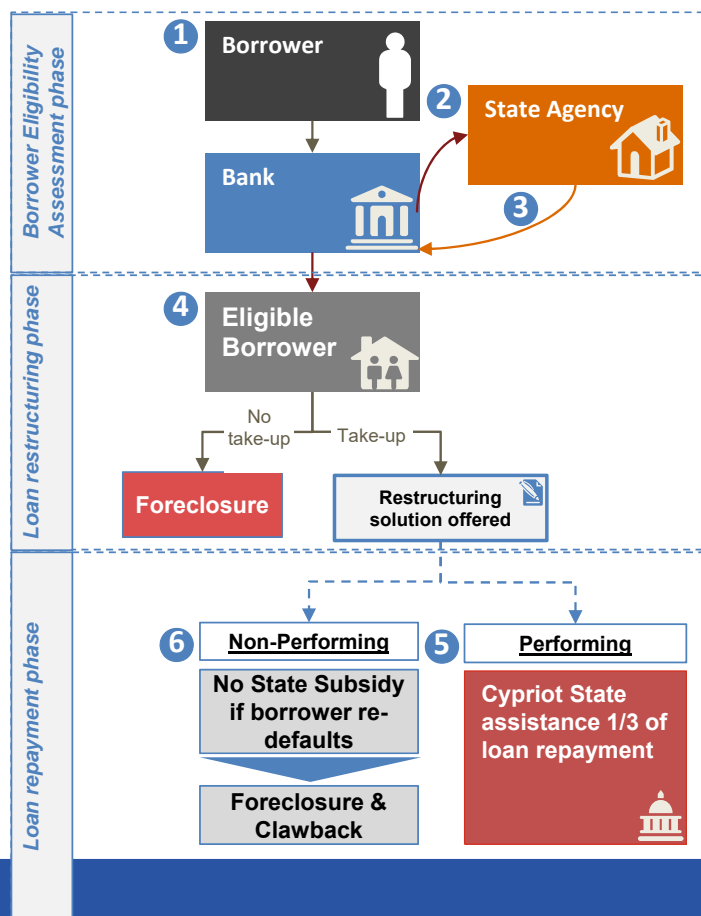 Borrower Eligibility
Assessment phase
1
Borrower
2
State Agency
Bank
3
Loan restructuring phase
4
Eligible
Borrower
No
take-up
Take-up
Foreclosure
Restructuring
solution offered
Loan repayment phase
6
Non-Performing
5
Performing
No State Subsidy
if borrower re-
defaults
Cypriot State
assistance 1/3 of
loan repayment
Foreclosure &
Clawback